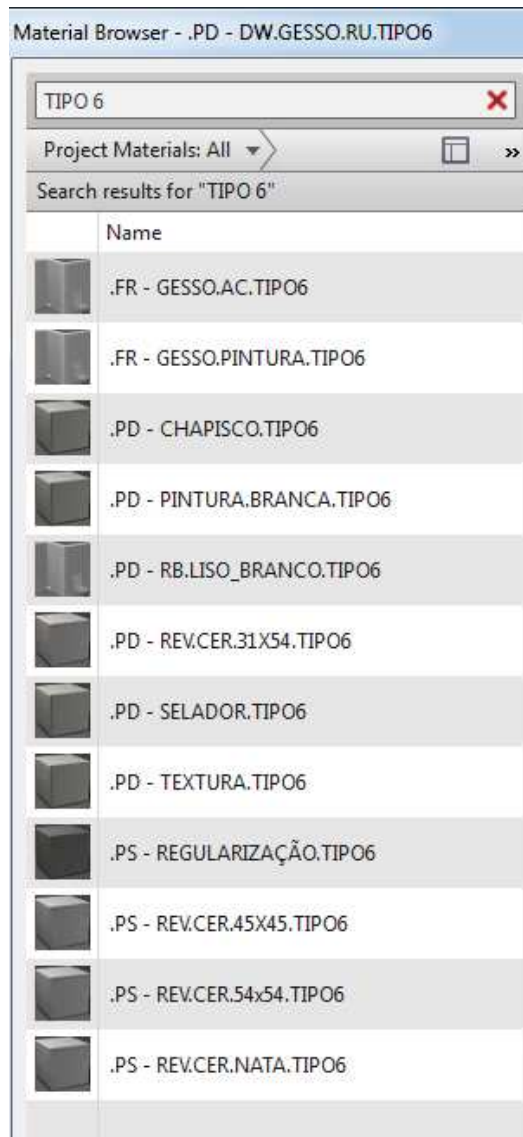 Material Browser - .PD - DW.GESSO.RU.TIPO6
TIPO 6
Project Materials: All
»
Search results for "TIPO 6"
Name
.FR - GESSO.AC.TIPO6
.FR - GESSO.PINTURA.TIPO6
.PD - CHAPISCO.TIPO6
.PD - PINTURA.BRANCA.TIPO6
.PD - RB.LISO_BRANCO.TIPO6
.PD - REV.CER.31X54.TIPO6
.PD - SELADOR.TIPO6
.PD - TEXTURA.TIPO6
.PS - REGULARIZAÇÃO.TIPO6
.PS - REV.CER.45X45.TIPO6
.PS - REV.CER.54x54.TIPO6
.PS - REV.CER.NATA.TIPO6